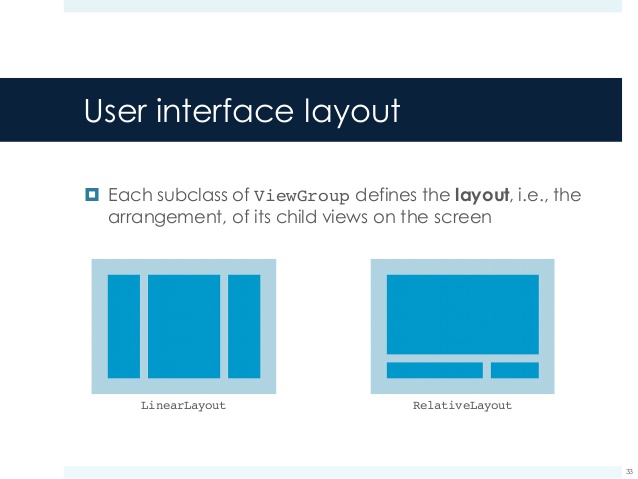 User interface layout
Each subclass of ViewGroup defines the layout, i.e., the
arrangement, of its child views on the screen
LinearLayout
RelativeLayout
33